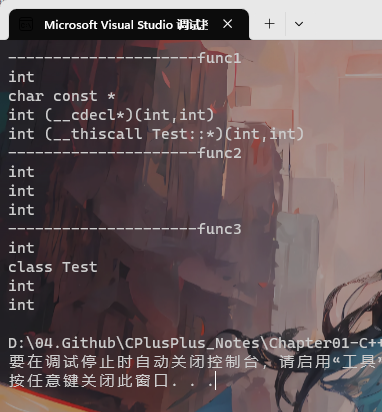 Microsoft Visual Studio 调试控
---------------------func1
int
char const *
int (__cdecl*)(int,int)
int (__thiscall Test::*)(int,int)
---------------------func2
int
int
int
---------------------func3
int
class Test
int
int
D:\04.Github\CPlusPlus_Notes\Chapter01-C++
要在调试停止时自动关闭控制台，请启用“工具”
按任意键关闭此窗口. . .